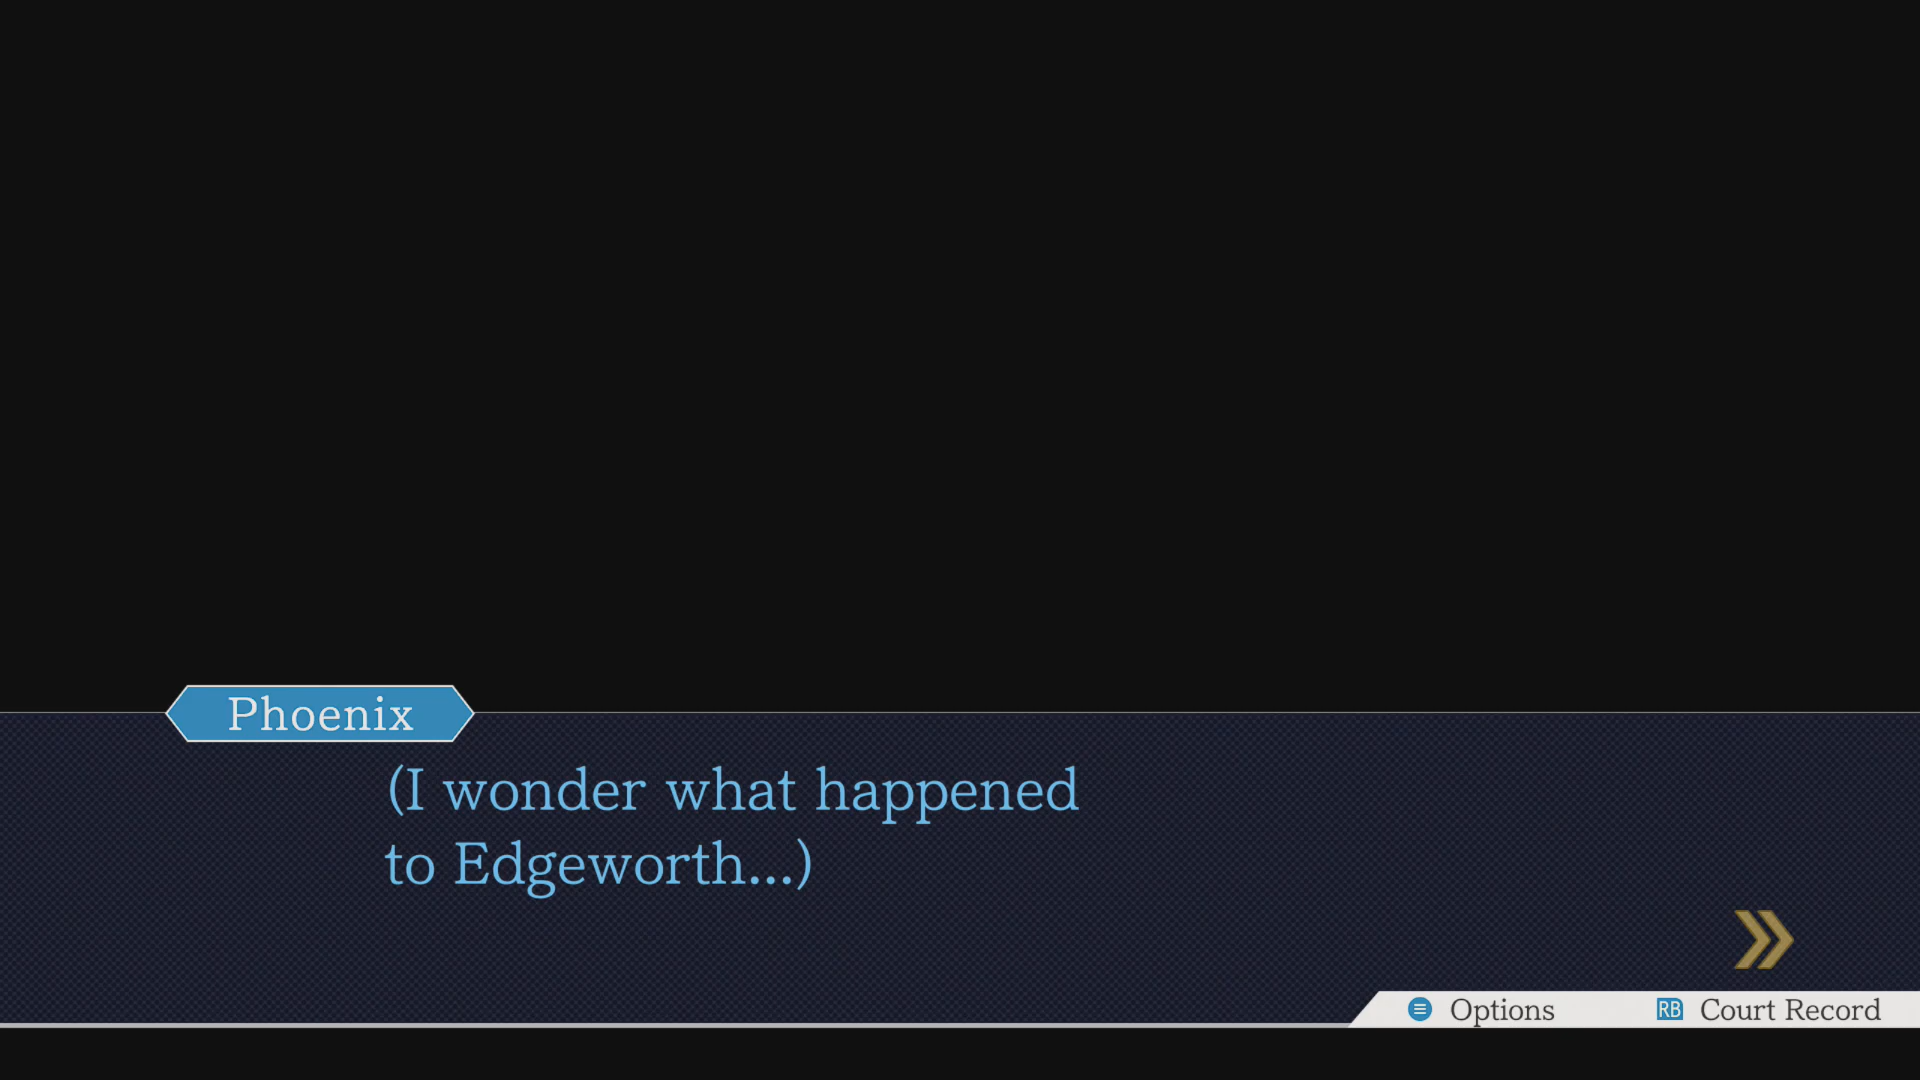 Phoenix
(I wonder what happened
to Edgeworth...)
Options
RB Court Record